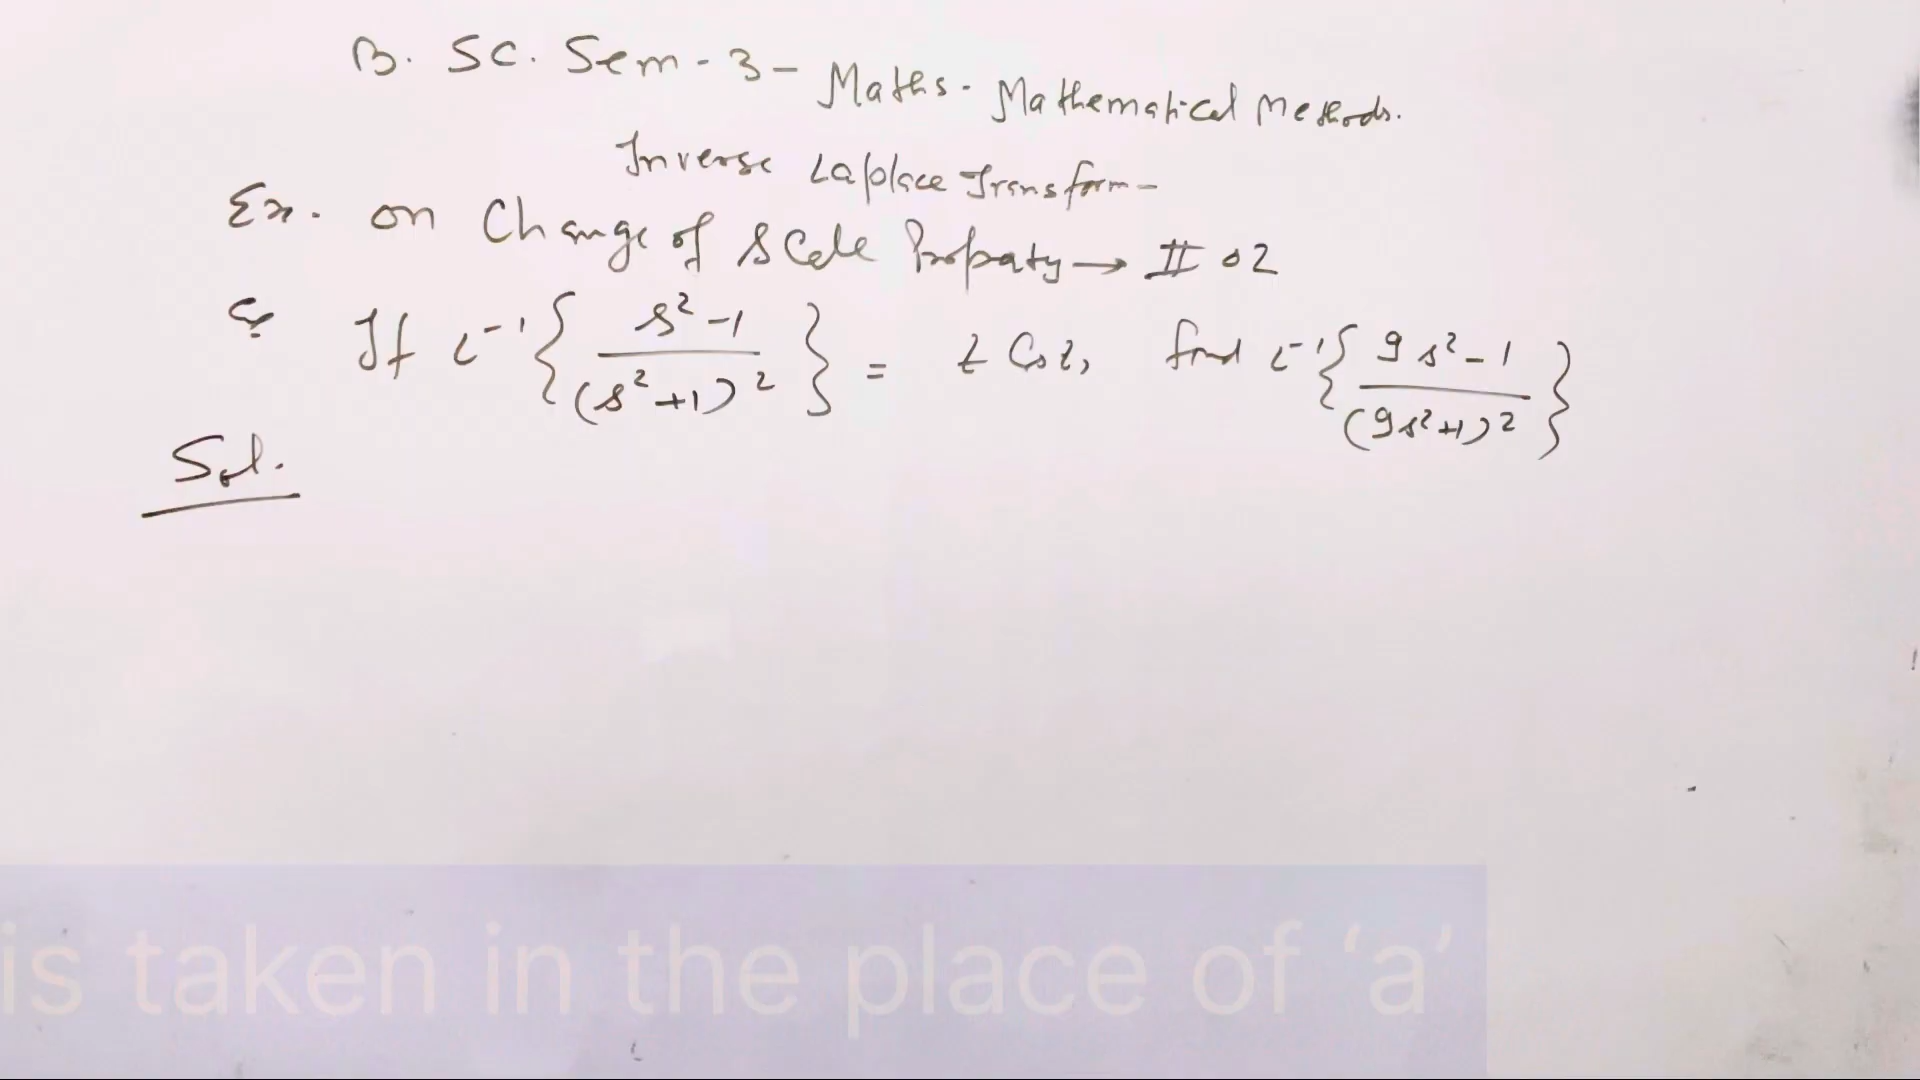 B. SC. Sem - 3 - Maths - Mathematical Methods.
Inverse Laplace Transform -
Ex. on Change of Scale Property → II 02
If L⁻¹{ (s² - 1) / (s² + 1)² } = t Cos t, find L⁻¹{ (9s² - 1) / (9s² + 1)² }
Sol.
is taken in the place of ‘a’